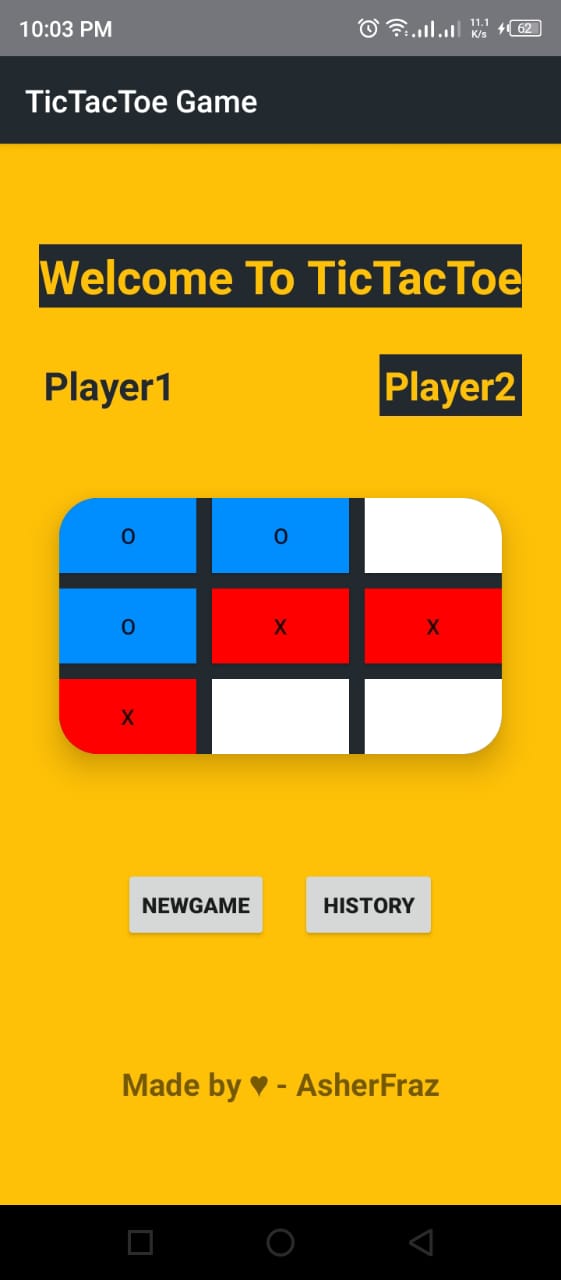 10:03 PM 11.1 K/s 62
TicTacToe Game
Welcome To TicTacToe
Player1 Player2
O O
O X X
X
NEWGAME HISTORY
Made by ♥ - AsherFraz